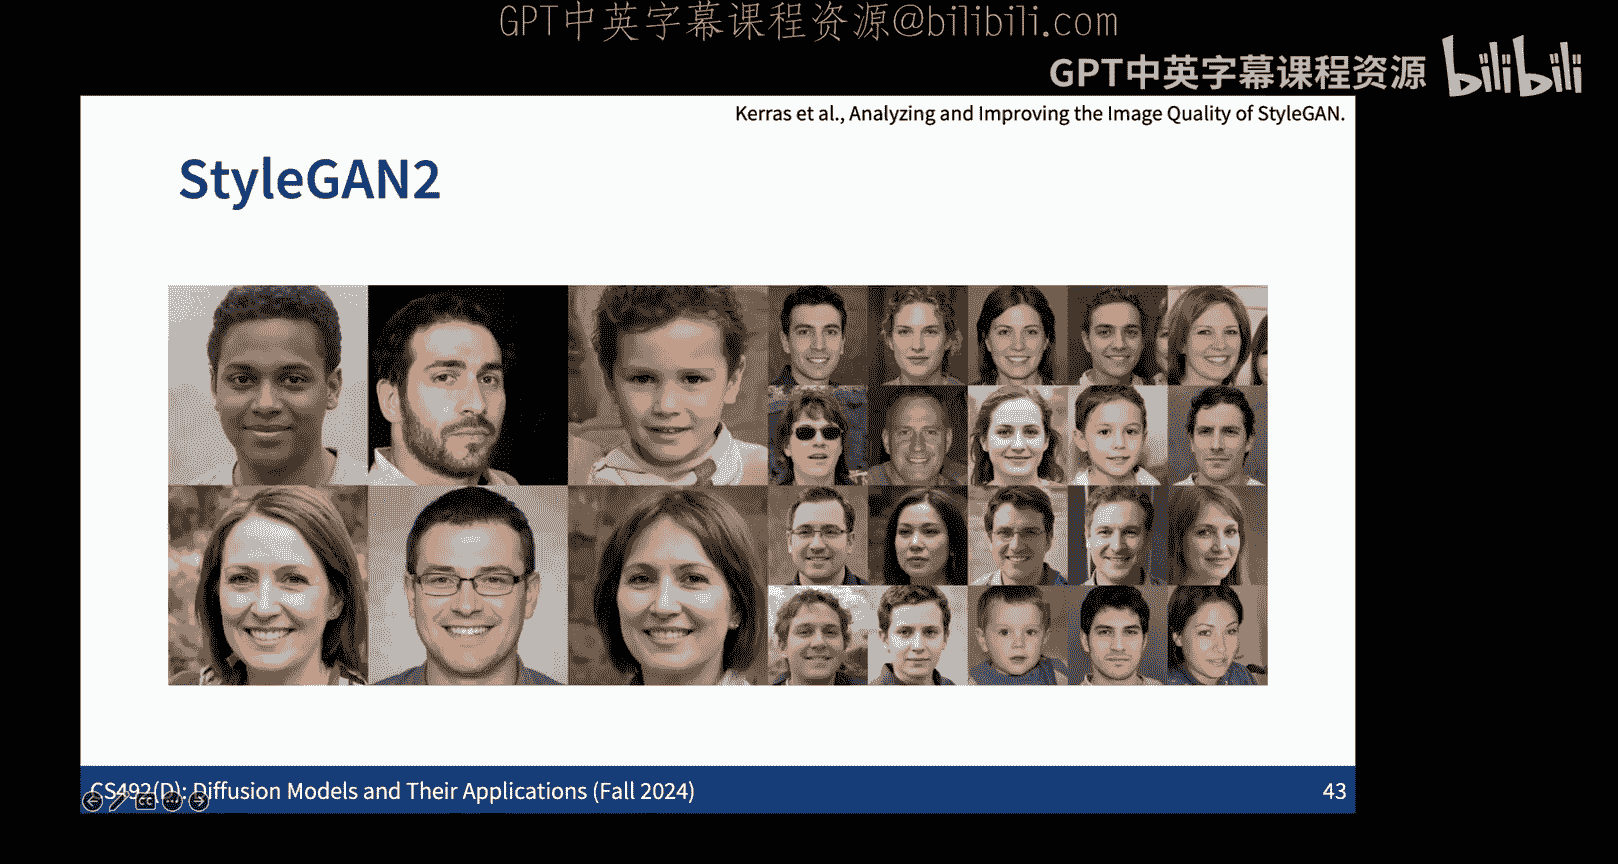 GPT中英字幕课程资源@bilibili.com
GPT中英字幕课程资源 bilibili
Kerras et al., Analyzing and Improving the Image Quality of StyleGAN.
StyleGAN2
CS492(D): Diffusion Models and Their Applications (Fall 2024)
43